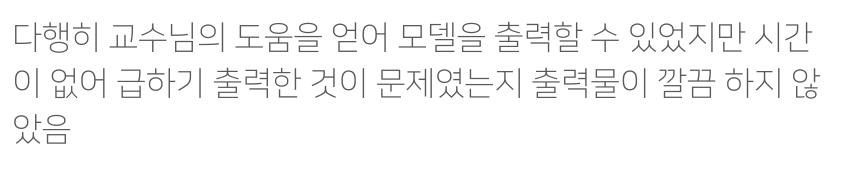 다행히 교수님의 도움을 얻어 모델을 출력할 수 있었지만 시간
이 없어 급하기 출력한 것이 문제였는지 출력물이 깔끔 하지 않
았음